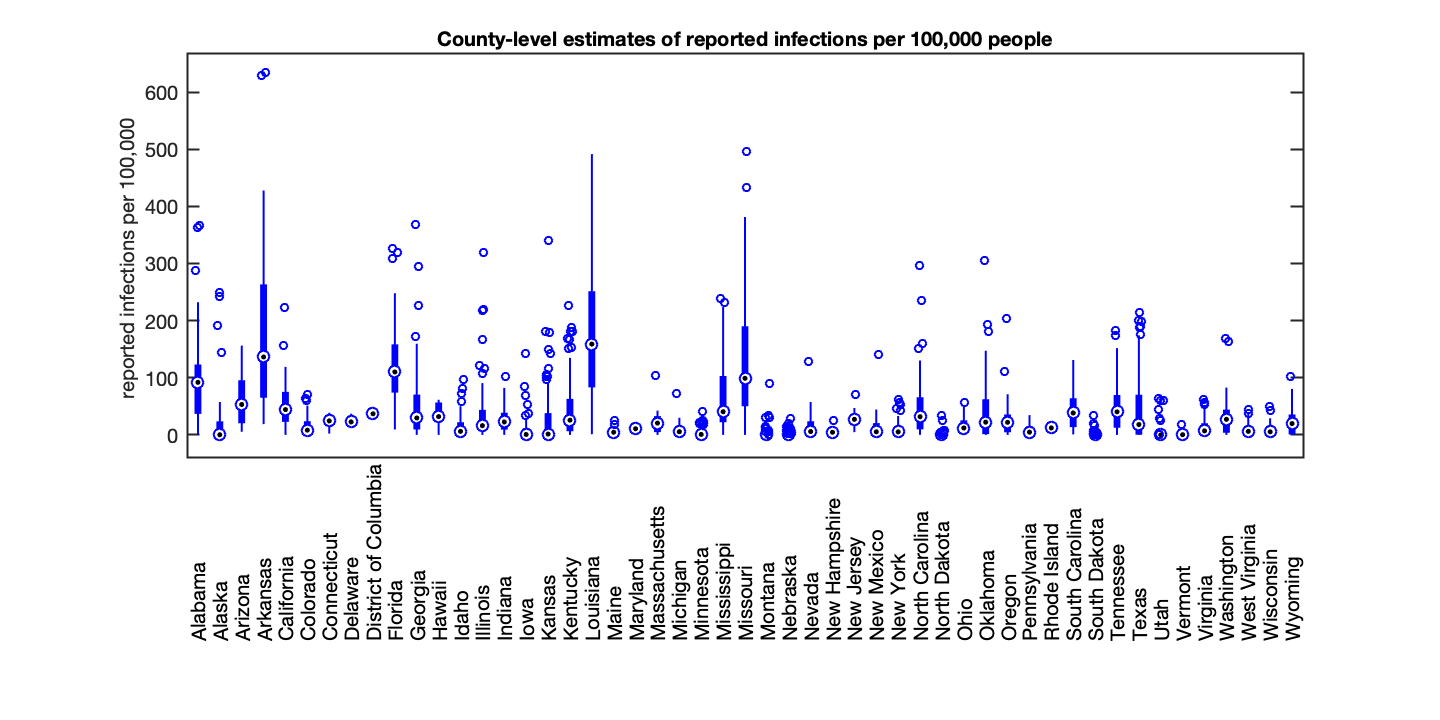 County-level estimates of reported infections per 100,000 people
reported infections per 100,000
600
500
400
300
200
100
0
Alabama
Alaska
Arizona
Arkansas
California
Colorado
Connecticut
Delaware
District of Columbia
Florida
Georgia
Hawaii
Idaho
Illinois
Indiana
Iowa
Kansas
Kentucky
Louisiana
Maine
Maryland
Massachusetts
Michigan
Minnesota
Mississippi
Missouri
Montana
Nebraska
Nevada
New Hampshire
New Jersey
New Mexico
New York
North Carolina
North Dakota
Ohio
Oklahoma
Oregon
Pennsylvania
Rhode Island
South Carolina
South Dakota
Tennessee
Texas
Utah
Vermont
Virginia
Washington
West Virginia
Wisconsin
Wyoming